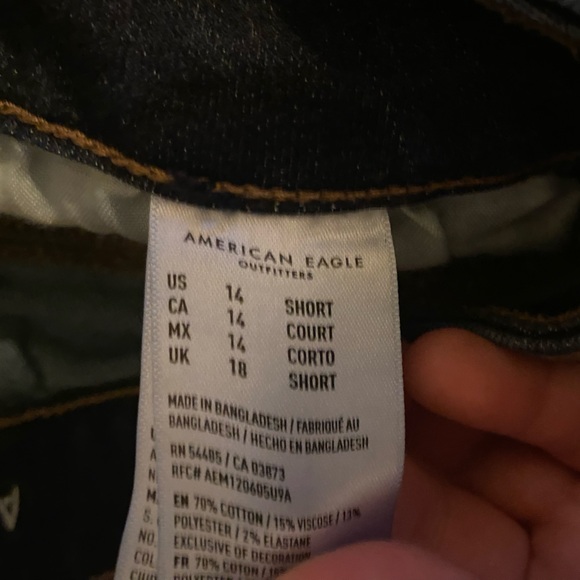 AMERICAN EAGLE
OUTFITTERS
US 14 SHORT
CA 14 COURT
MX 14 CORTO
UK 18 SHORT
MADE IN BANGLADESH / FABRIQUÉ AU
BANGLADESH / HECHO EN BANGLADESH
RN 54485 / CA 03873
RFC# AEM120605U9A
EN 70% COTTON / 15% VISCOSE / 13%
POLYESTER / 2% ELASTANE
EXCLUSIVE OF DECORATION
FR 70% COTON /
M.
S.
NO
COL
A